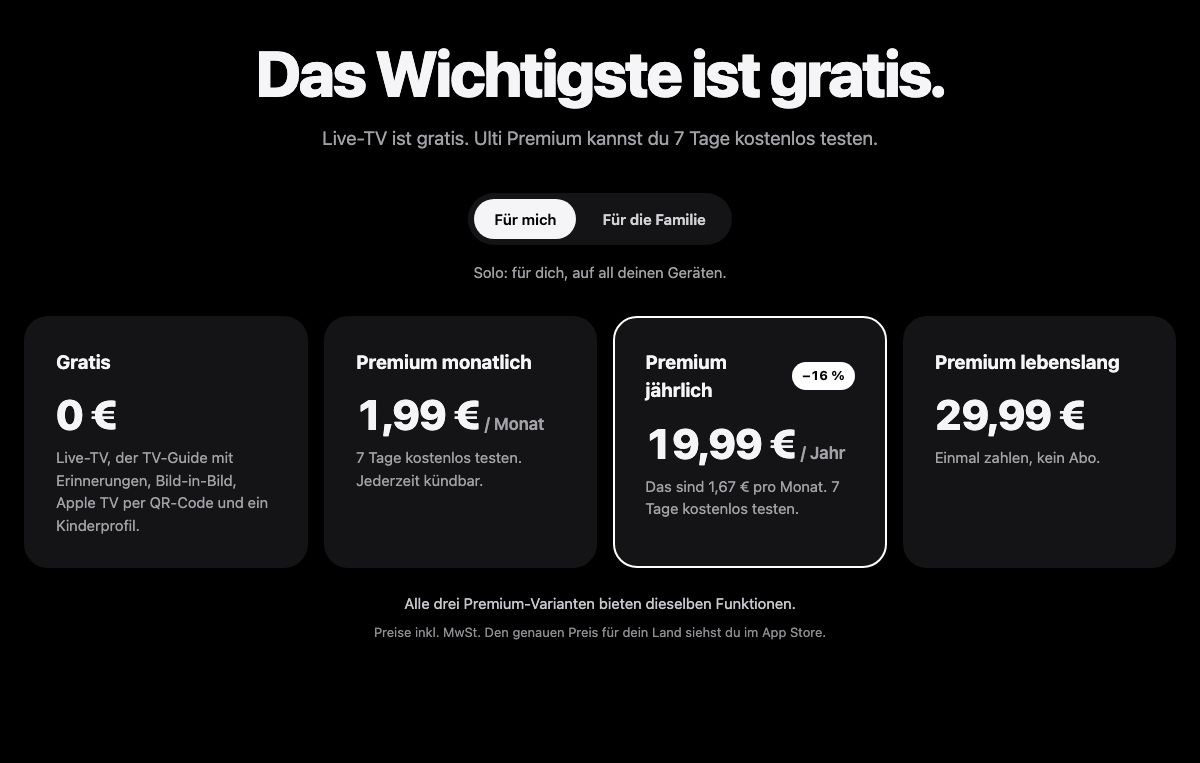 Das Wichtigste ist gratis.
Live-TV ist gratis. Ulti Premium kannst du 7 Tage kostenlos testen.
Für mich
Für die Familie
Solo: für dich, auf all deinen Geräten.
Gratis
0 €
Live-TV, der TV-Guide mit
Erinnerungen, Bild-in-Bild,
Apple TV per QR-Code und ein
Kinderprofil.
Premium monatlich
1,99 € / Monat
7 Tage kostenlos testen.
Jederzeit kündbar.
Premium
jährlich
−16 %
19,99 € / Jahr
Das sind 1,67 € pro Monat. 7
Tage kostenlos testen.
Premium lebenslang
29,99 €
Einmal zahlen, kein Abo.
Alle drei Premium-Varianten bieten dieselben Funktionen.
Preise inkl. MwSt. Den genauen Preis für dein Land siehst du im App Store.